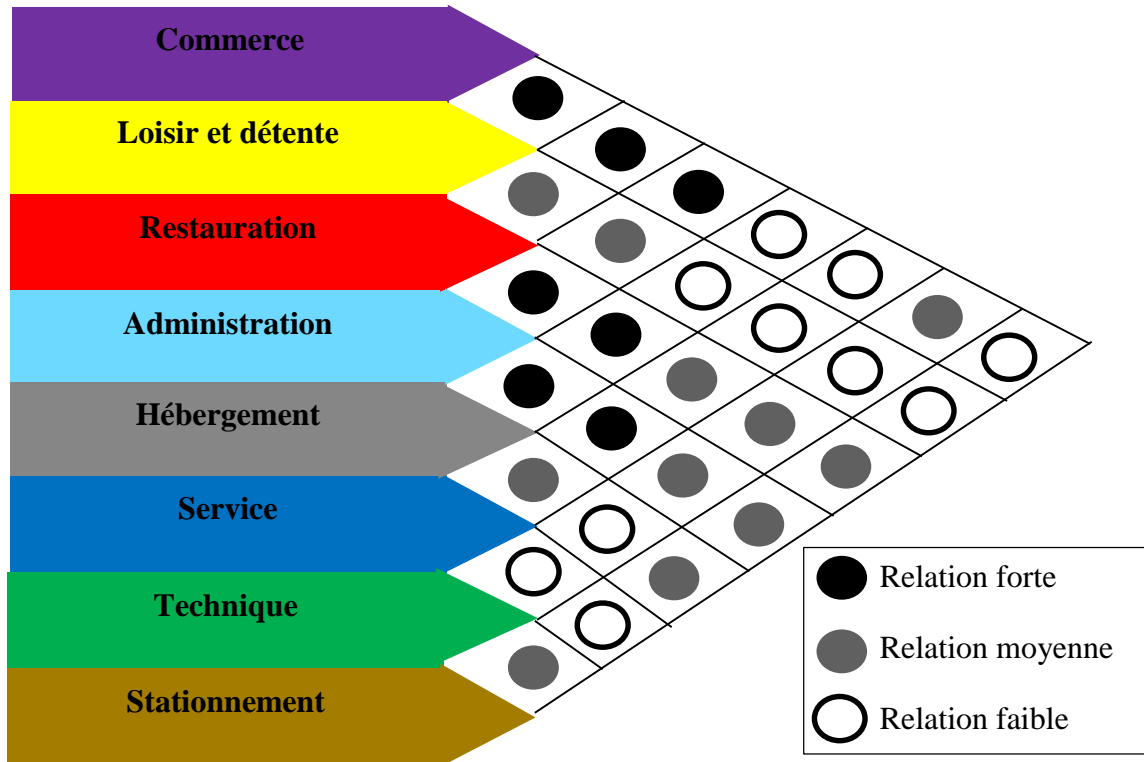 Commerce
Loisir et détente
Restauration
Administration
Hébergement
Service
Technique
Stationnement
Relation forte
Relation moyenne
Relation faible